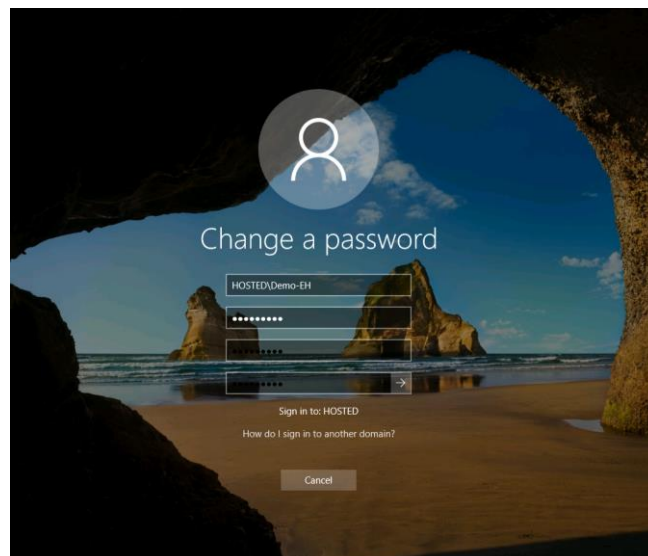 Change a password
HOSTED\Demo-EH
Sign in to: HOSTED
How do I sign in to another domain?
Cancel